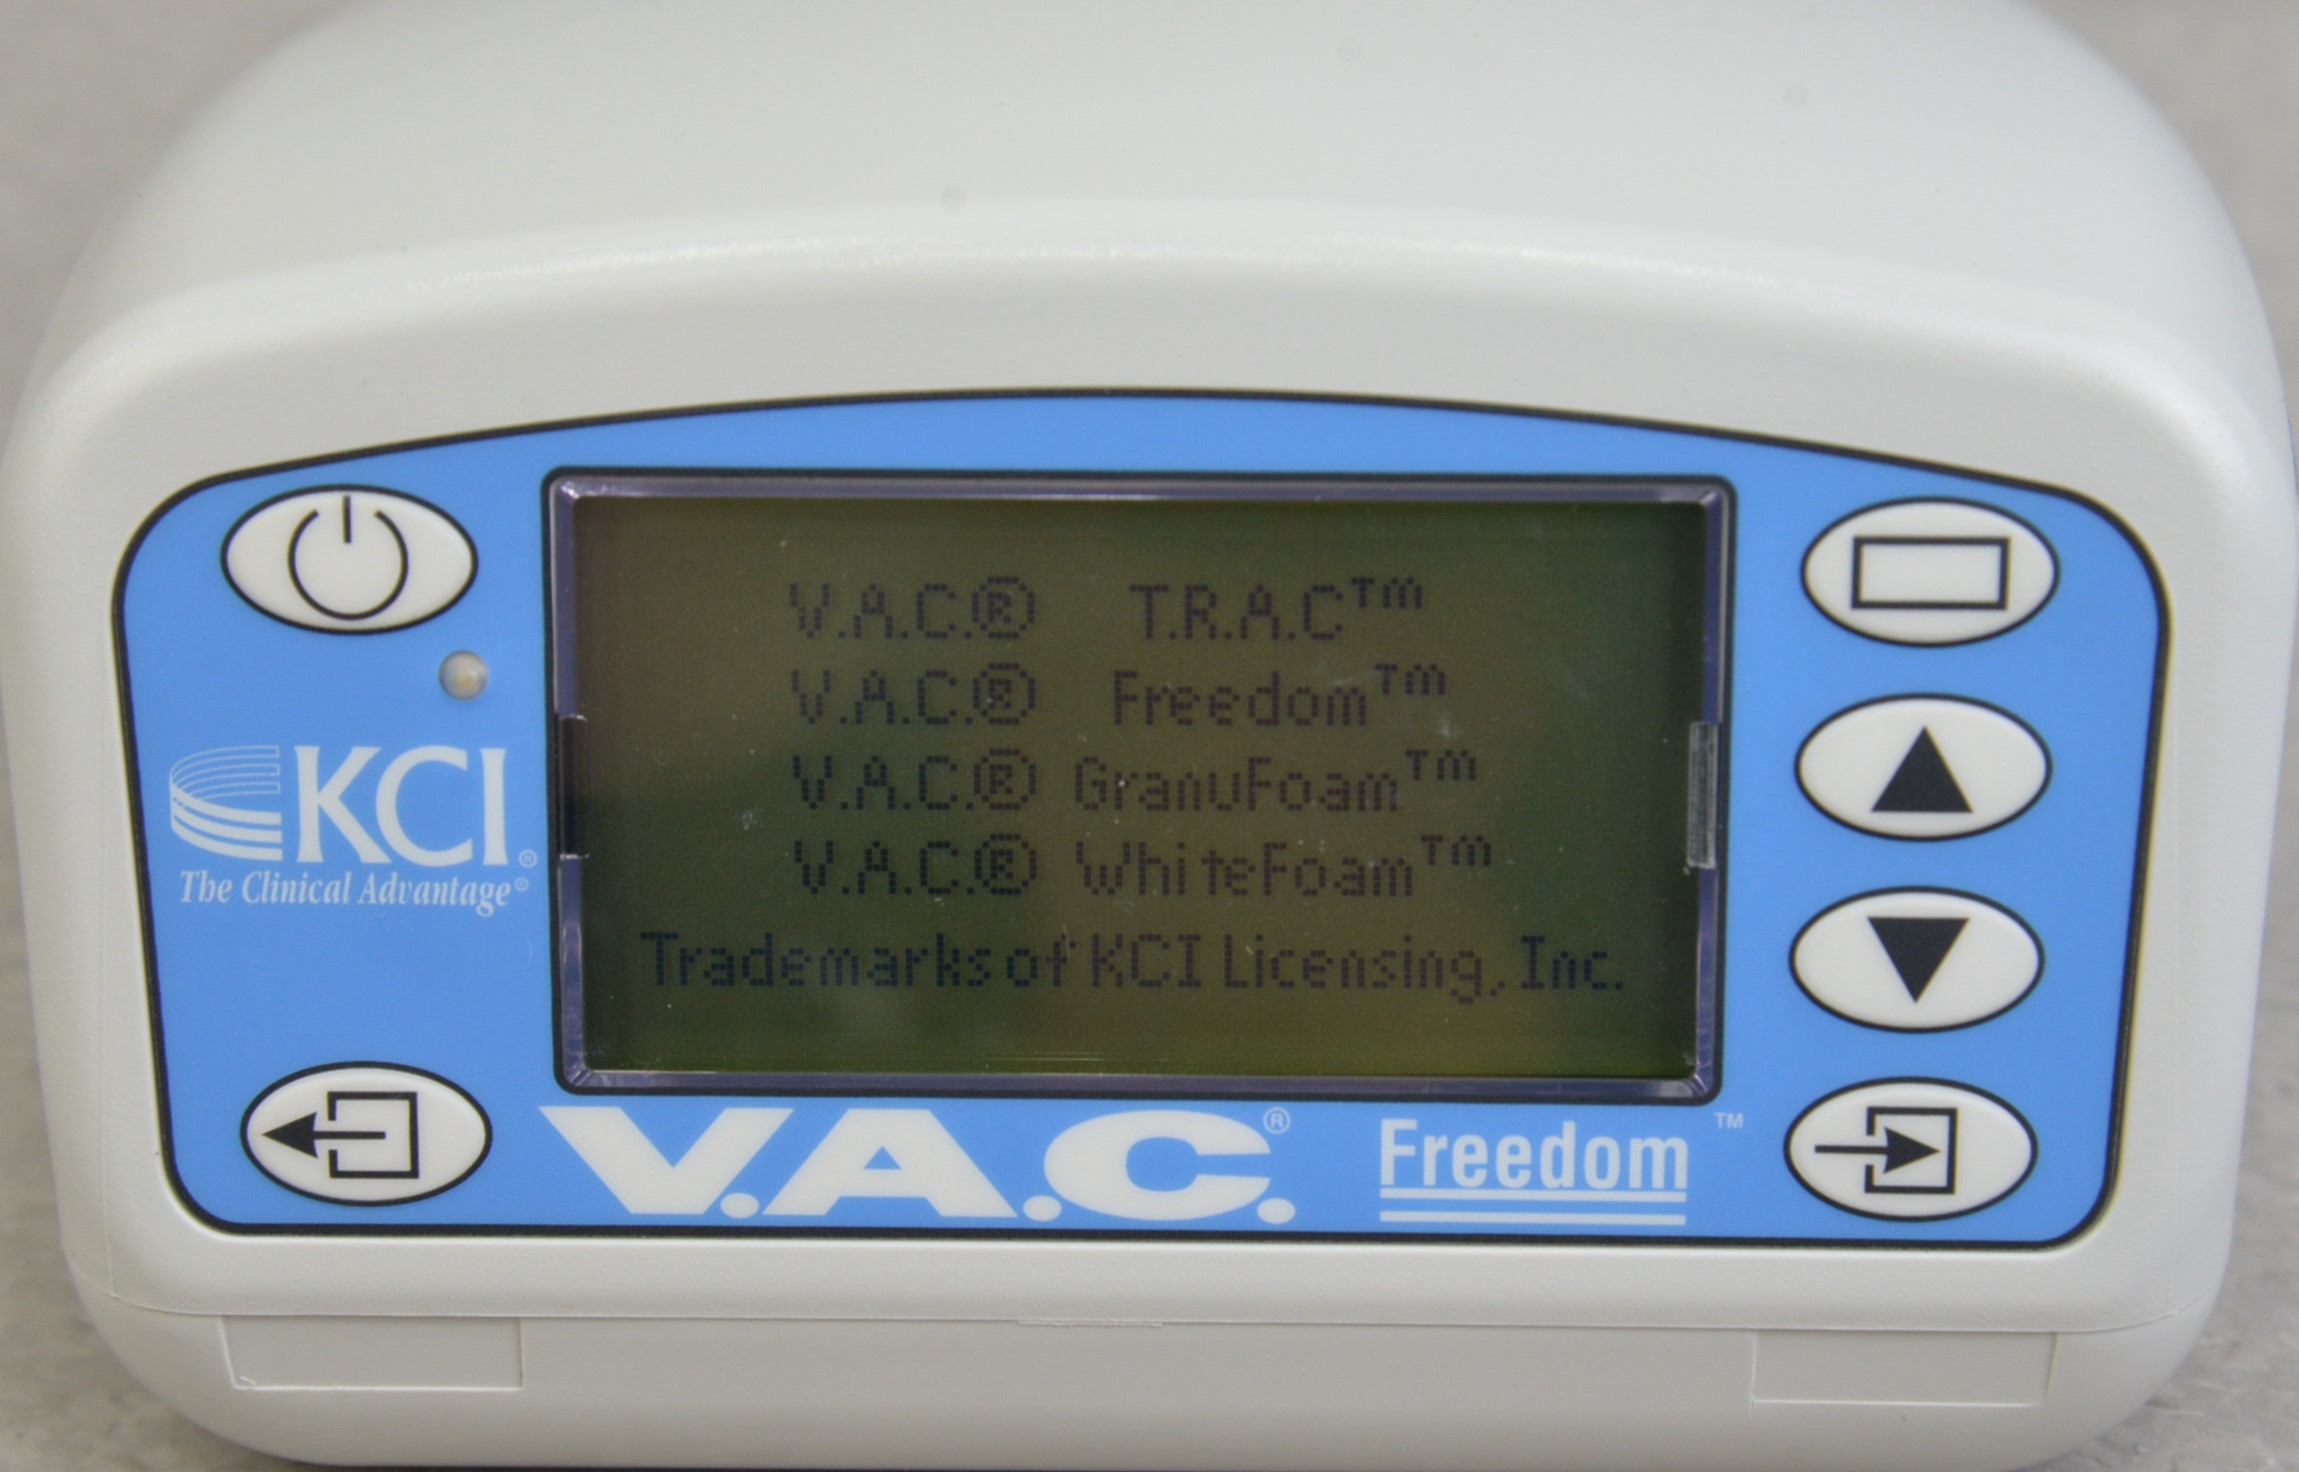 V.A.C.® T.R.A.C™
V.A.C.® Freedom™
V.A.C.® GranuFoam™
V.A.C.® WhiteFoam™
Trademarks of KCI Licensing, Inc.
KCI®
The Clinical Advantage®
V.A.C.® Freedom™